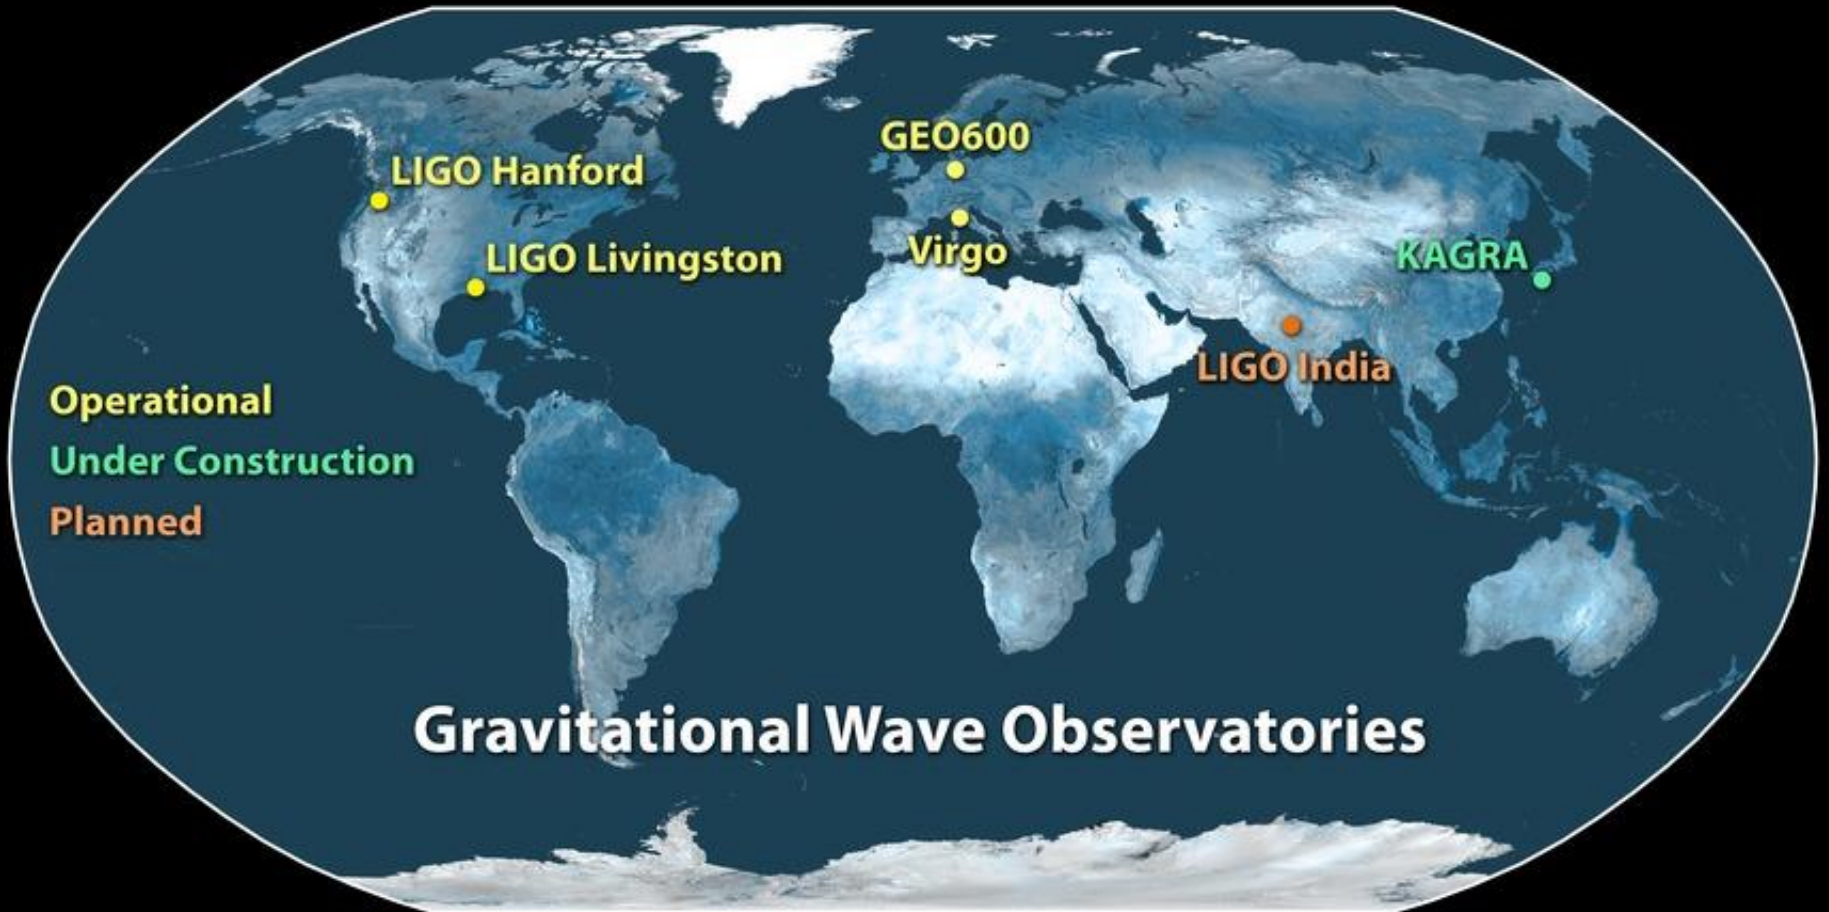 GEO600
LIGO Hanford
LIGO Livingston
Virgo
KAGRA
LIGO India
Operational
Under Construction
Planned
Gravitational Wave Observatories